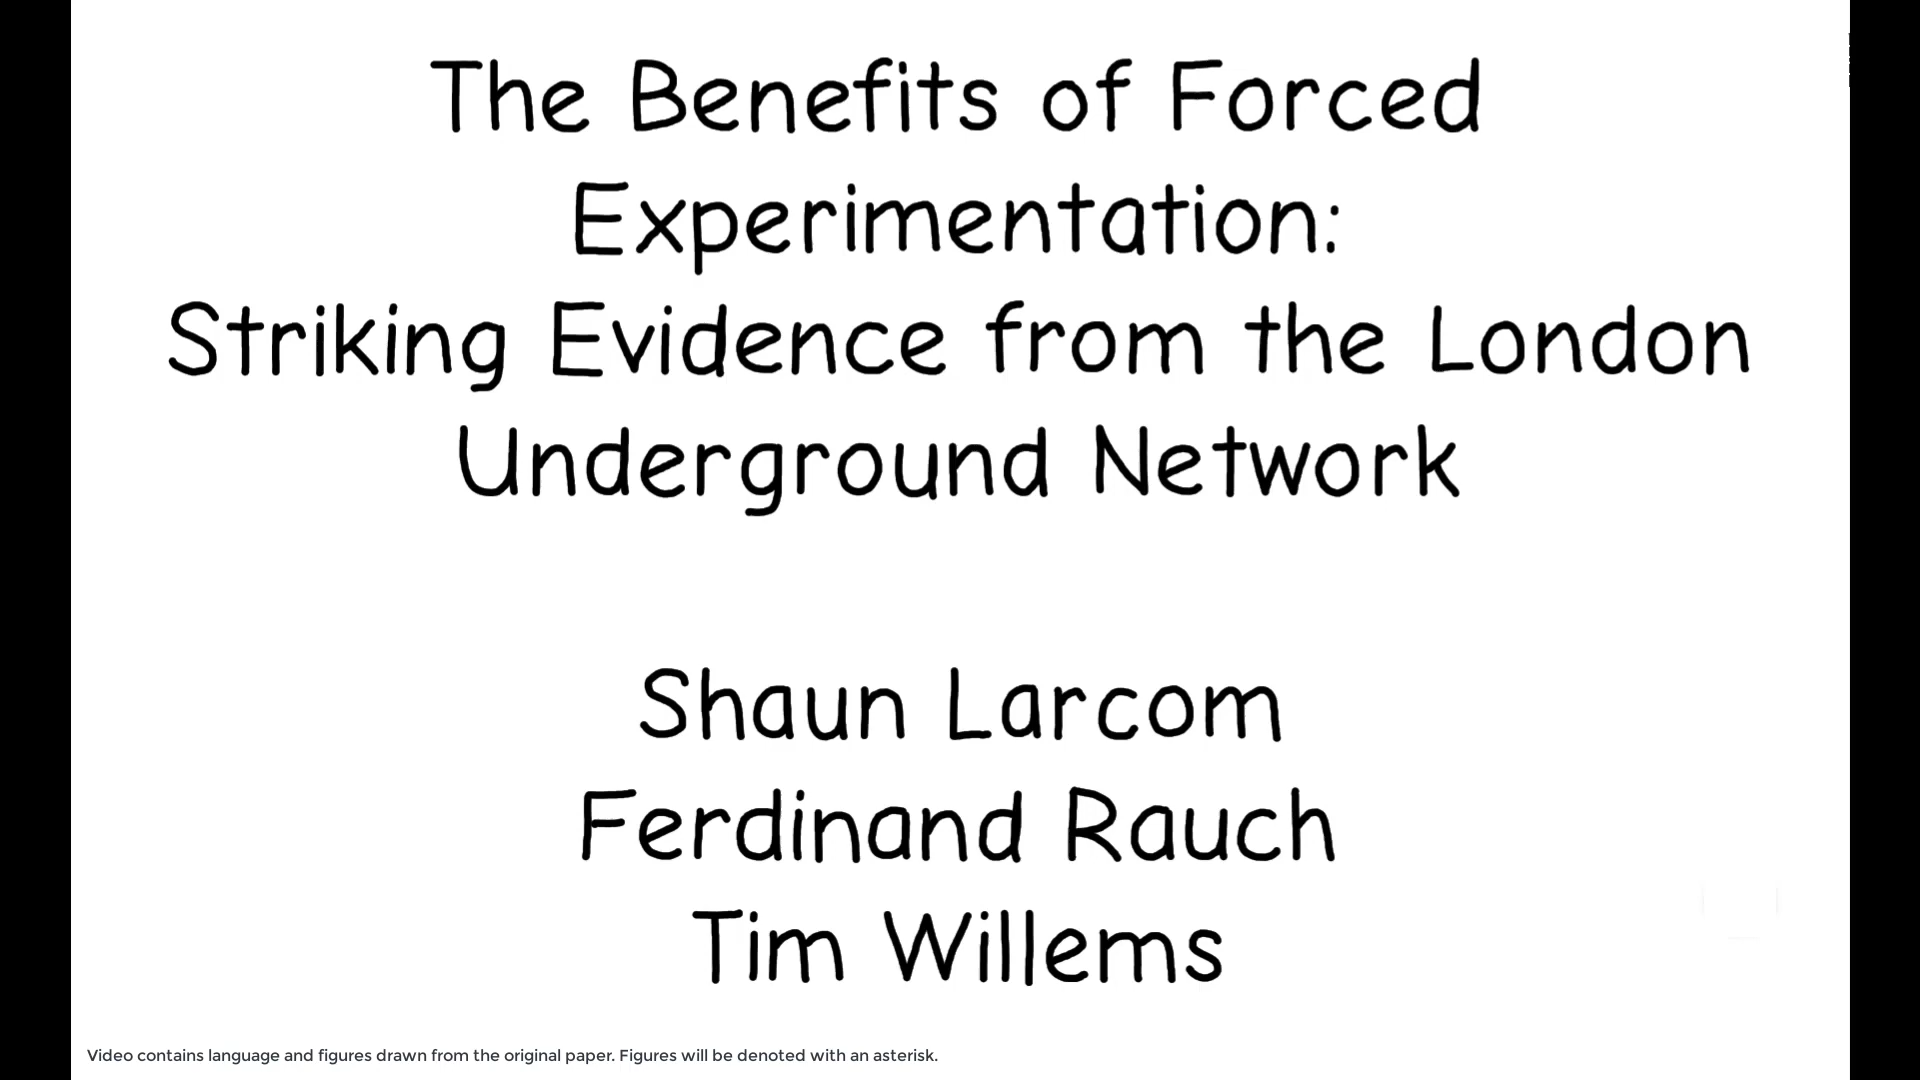 The Benefits of Forced
Experimentation:
Striking Evidence from the London
Underground Network
Shaun Larcom
Ferdinand Rauch
Tim Willems
Video contains language and figures drawn from the original paper. Figures will be denoted with an asterisk.